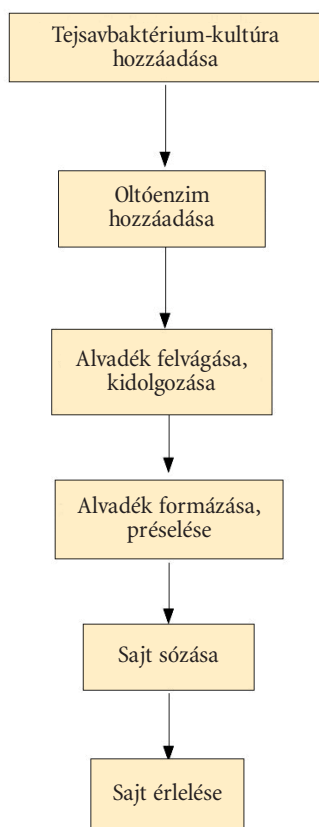 Tejsavbaktérium-kultúra
hozzáadása
Oltóenzim
hozzáadása
Alvadék felvágása,
kidolgozása
Alvadék formázása,
préselése
Sajt sózása
Sajt érlelése